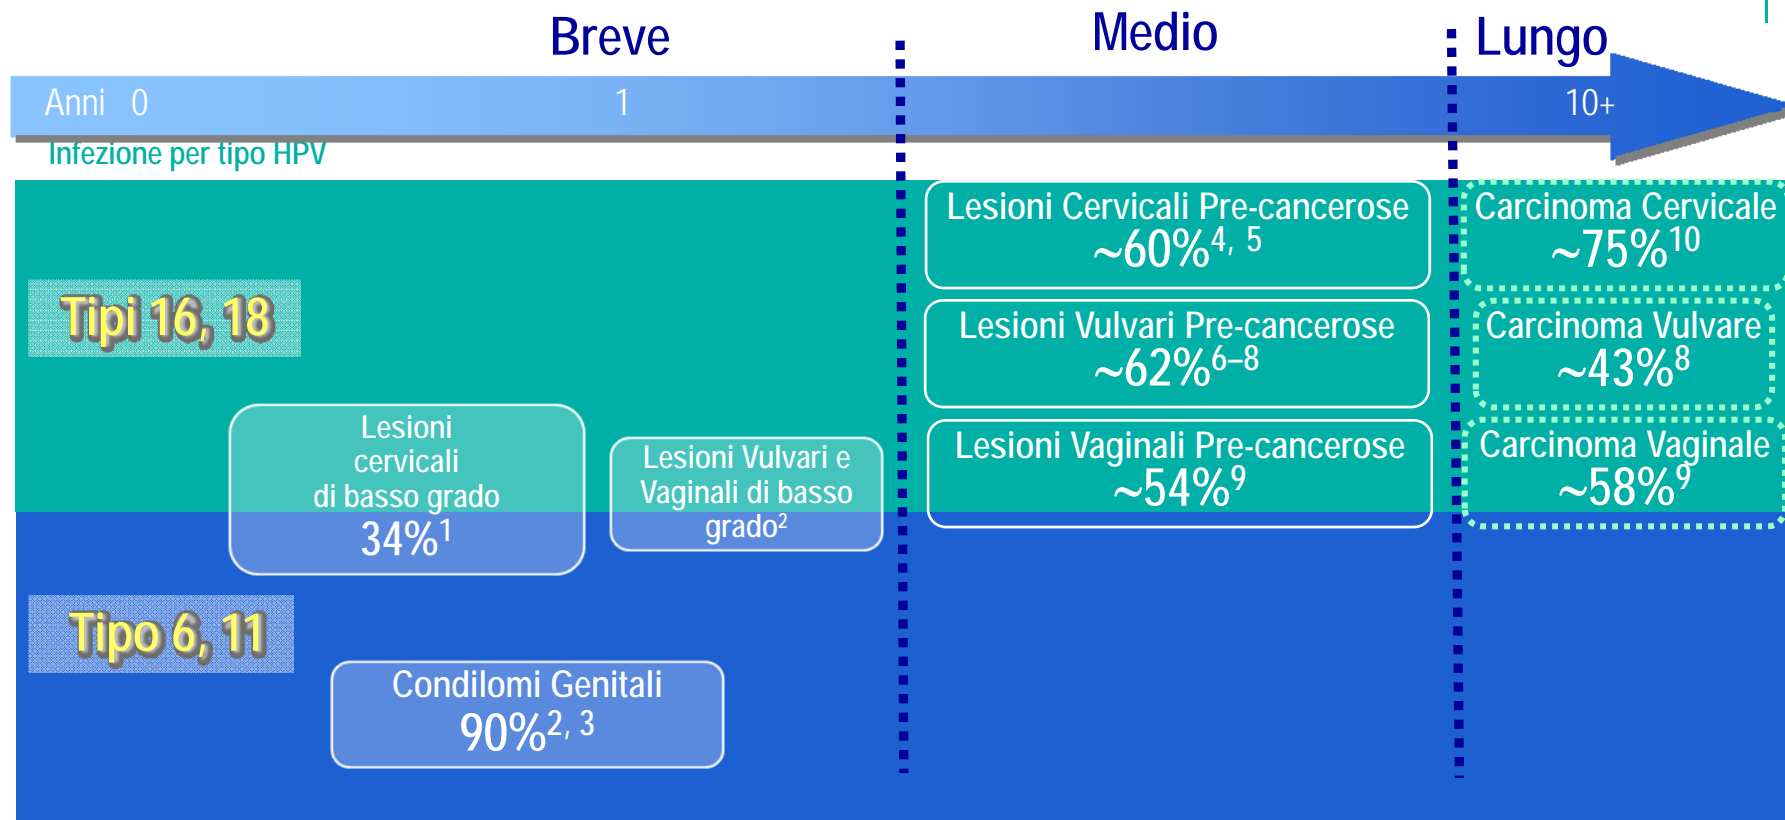 Breve
Medio
Lungo
Anni 0 1 10+
Infezione per tipo HPV
Tipi 16, 18
Lesioni
cervicali
di basso grado
34%1
Lesioni Vulvari e
Vaginali di basso
grado2
Lesioni Cervicali Pre-cancerose
~60%4, 5
Lesioni Vulvari Pre-cancerose
~62%6–8
Lesioni Vaginali Pre-cancerose
~54%9
Carcinoma Cervicale
~75%10
Carcinoma Vulvare
~43%8
Carcinoma Vaginale
~58%9
Tipo 6, 11
Condilomi Genitali
90%2, 3